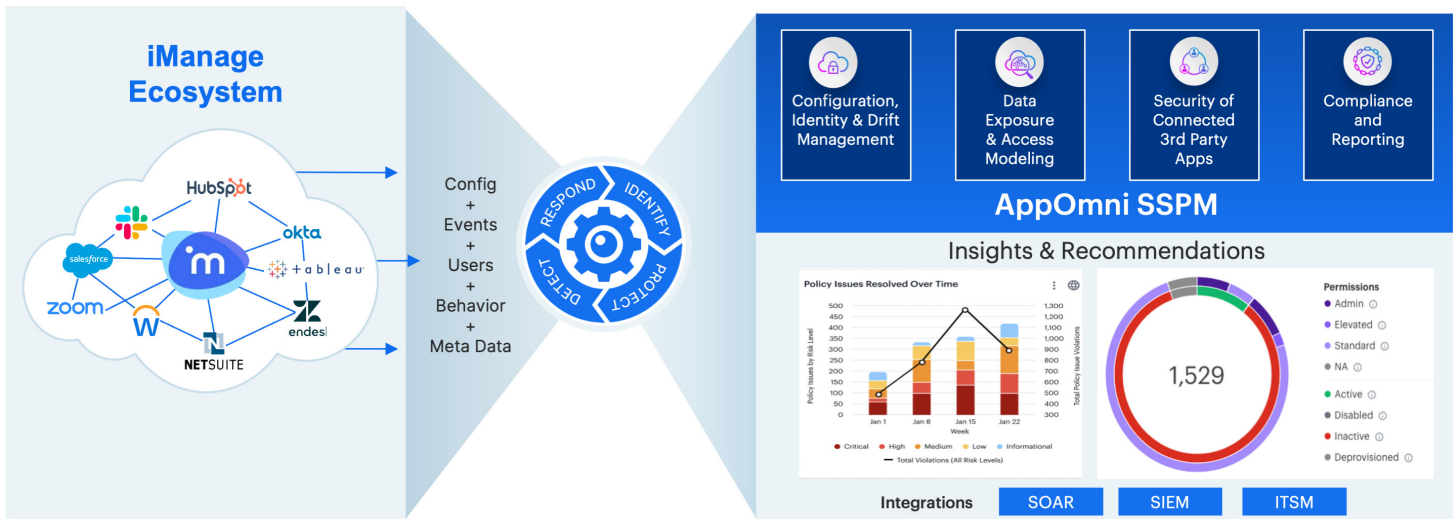 iManage
Ecosystem
HubSpot
okta
salesforce
+ a b l e a u
zoom
W
endesk
NETSUITE
m
Config
+
Events
+
Users
+
Behavior
+
Meta Data
RESPOND
IDENTIFY
DETECT
PROTECT
Configuration,
Identity & Drift
Management
Data
Exposure
& Access
Modeling
Security of
Connected
3rd Party
Apps
Compliance
and
Reporting
AppOmni SSPM
Insights & Recommendations
Policy Issues Resolved Over Time
Policy Issues by Risk Level
500
450
400
350
300
250
200
150
100
50
0
1,300
1,200
1,100
1,000
900
800
700
600
500
400
300
Total Policy Issue Violations
Jan 1 Jan 8 Jan 15 Jan 22
Week
Critical High Medium Low Informational
Total Violations (All Risk Levels)
1,529
Permissions
Admin
Elevated
Standard
NA
Active
Disabled
Inactive
Deprovisioned
Integrations SOAR SIEM ITSM